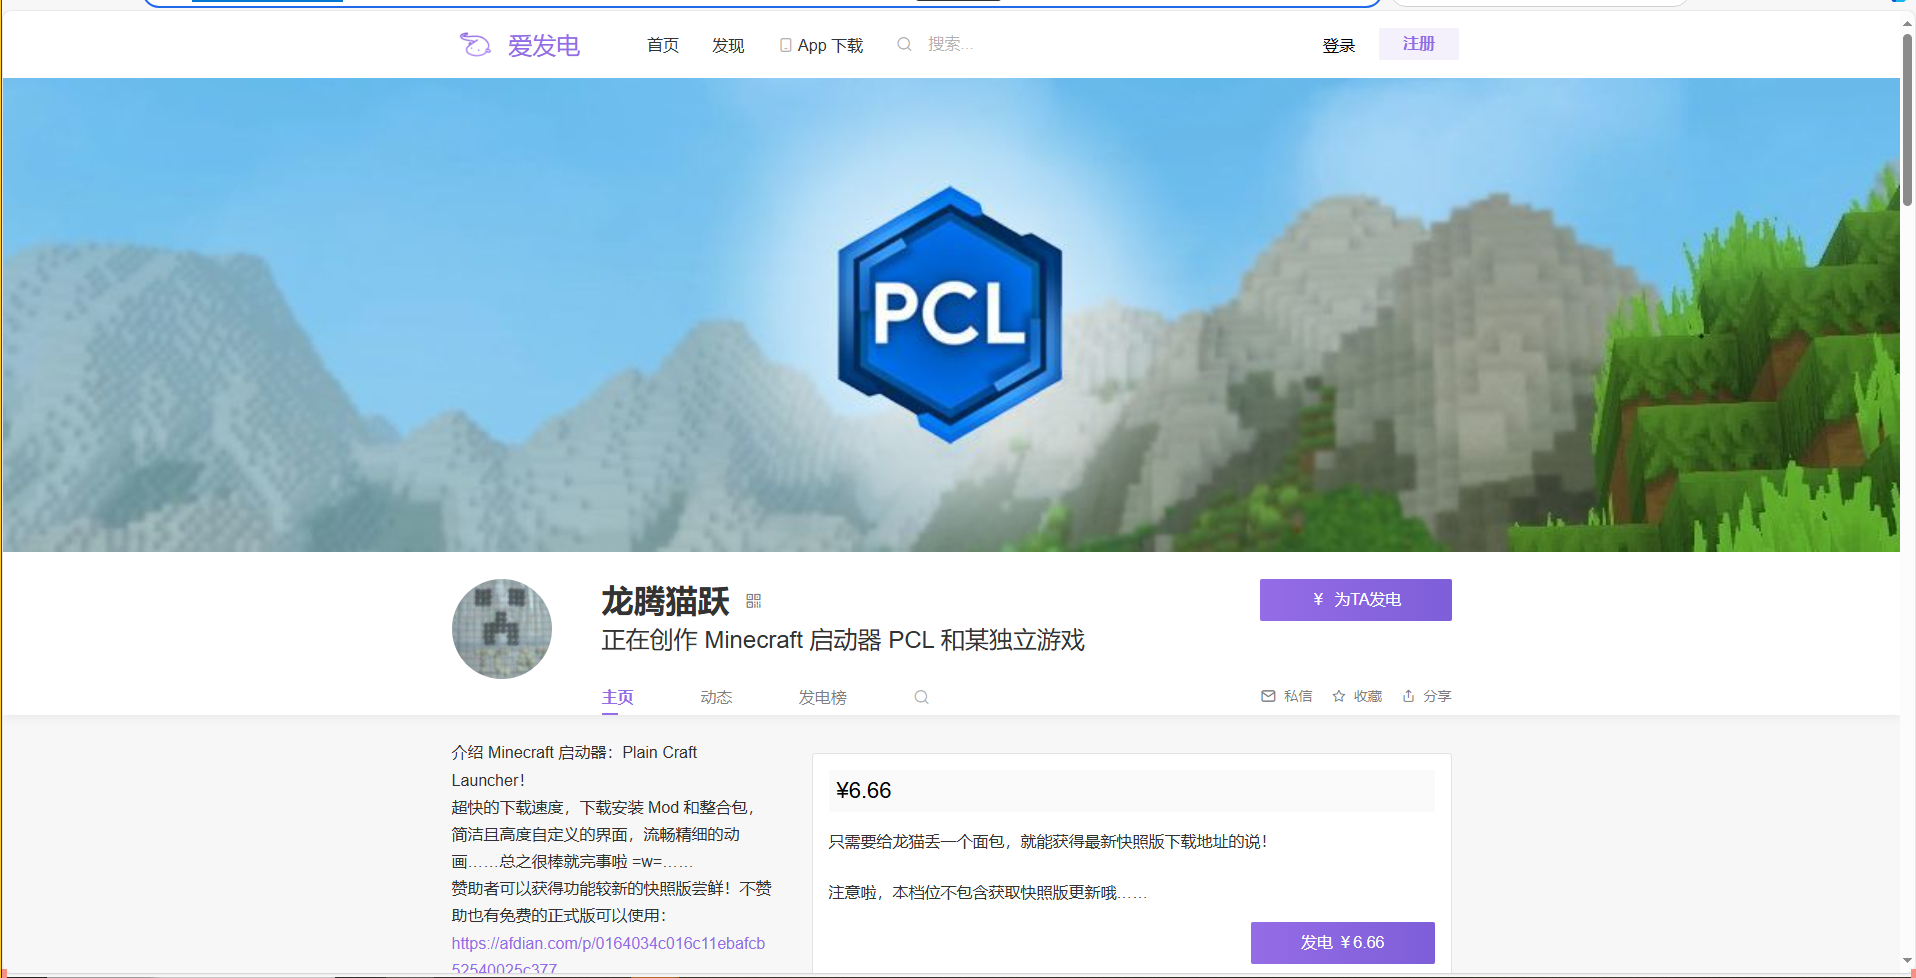 爱发电
首页
发现
App 下载
搜索...
登录
注册
PCL
龙腾猫跃
正在创作 Minecraft 启动器 PCL 和某独立游戏
¥ 为TA发电
主页
动态
发电榜
私信
收藏
分享
介绍 Minecraft 启动器：Plain Craft
Launcher！
超快的下载速度，下载安装 Mod 和整合包，
简洁且高度自定义的界面，流畅精细的动
画……总之很棒就完事啦 =w=……
赞助者可以获得功能较新的快照版尝鲜！不赞
助也有免费的正式版可以使用：
https://afdian.com/p/0164034c016c11ebafcb
52540025c377
¥6.66
只需要给龙猫丢一个面包，就能获得最新快照版下载地址的说！
注意啦，本档位不包含获取快照版更新哦……
发电 ¥6.66